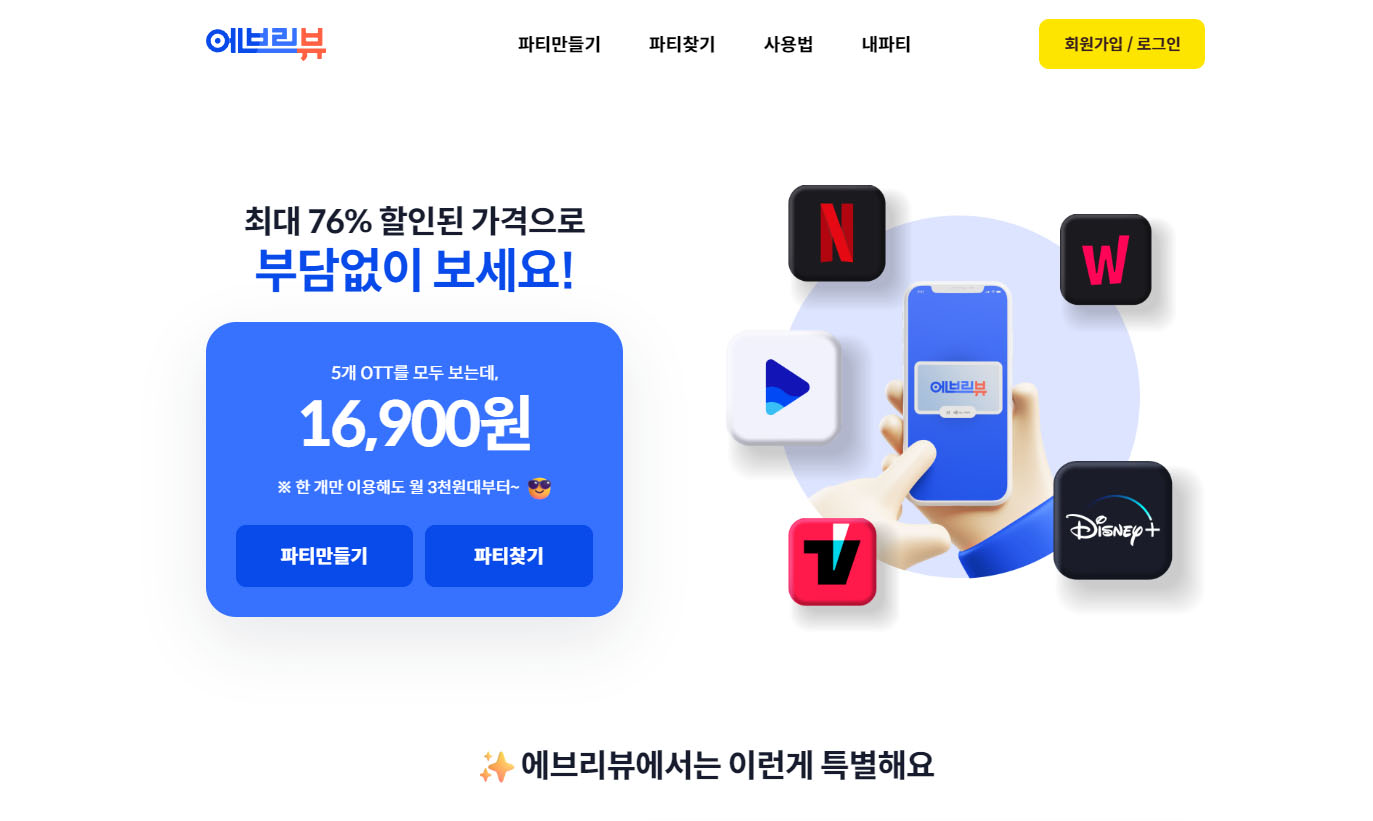 에브리뷰
파티만들기
파티찾기
사용법
내파티
회원가입 / 로그인
최대 76% 할인된 가격으로
부담없이 보세요!
5개 OTT를 모두 보는데,
16,900원
※ 한 개만 이용해도 월 3천원대부터~
파티만들기
파티찾기
N
W
에브리뷰
Disney+
에브리뷰에서는 이런게 특별해요